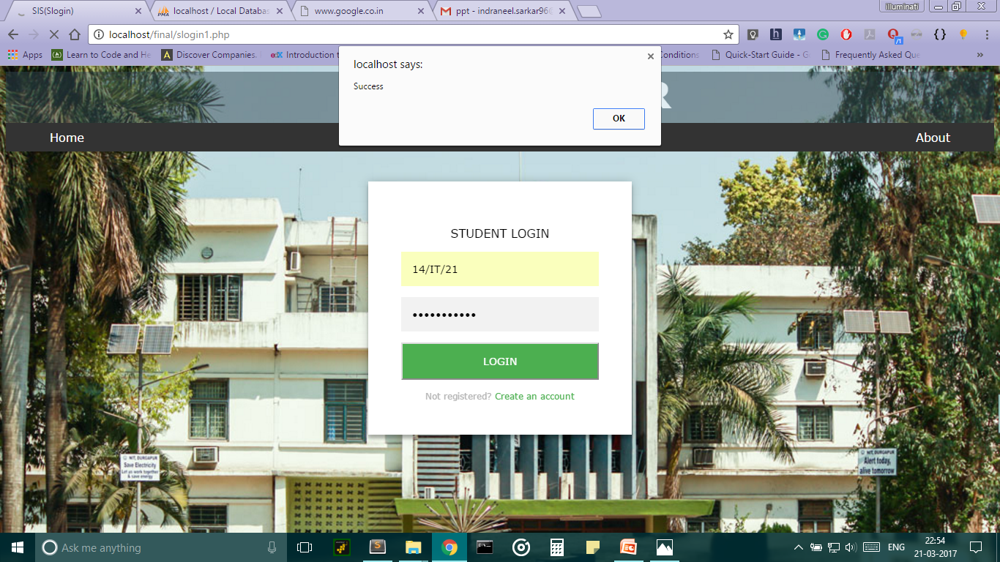 SIS(Slogin)
localhost / Local Databas
www.google.co.in
ppt - indraneel.sarkar96@
illuminati
localhost/final/slogin1.php
Apps
Learn to Code and He
Discover Companies.
Introduction t
Conditions
Quick-Start Guide - G
Frequently Asked Que
»
localhost says:
Success
OK
R
Home
About
STUDENT LOGIN
14/IT/21
•••••••••••
LOGIN
Not registered? Create an account
NIT, DURGAPUR
Save Electricity
Let us work together
& save energy
NIT, DURGAPUR
Alert today,
alive tomorrow
Ask me anything
ENG
22:54
21-03-2017